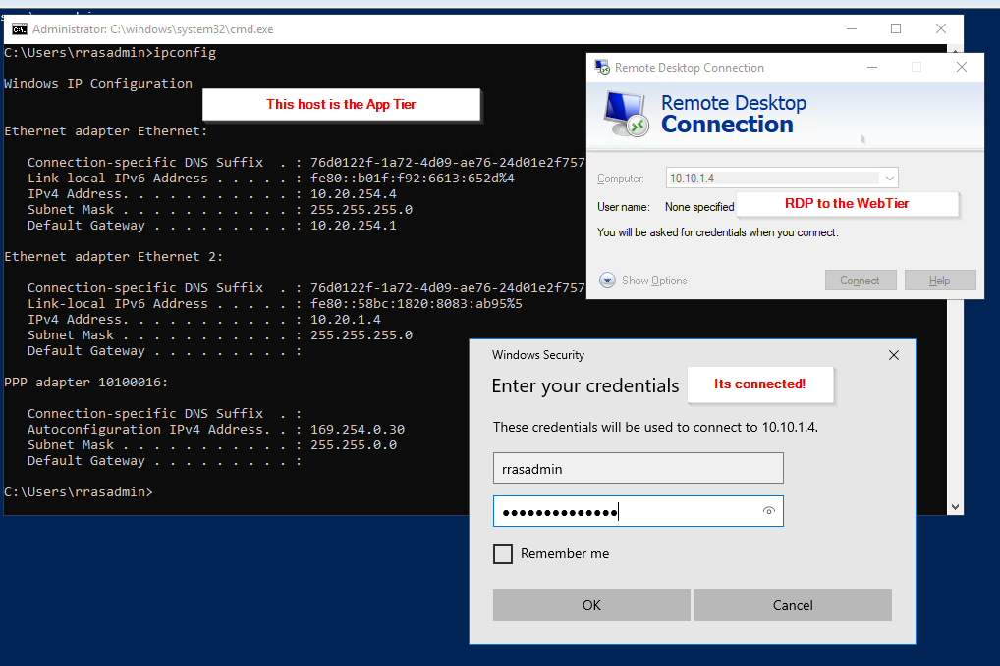 Administrator: C:\windows\system32\cmd.exe
C:\Users\rrasadmin>ipconfig
Windows IP Configuration
This host is the App Tier
Ethernet adapter Ethernet:
Connection-specific DNS Suffix . : 76d0122f-1a72-4d09-ae76-24d01e2f757
Link-local IPv6 Address . . . . . : fe80::b01f:f92:6613:652d%4
IPv4 Address. . . . . . . . . . . : 10.20.254.4
Subnet Mask . . . . . . . . . . . : 255.255.255.0
Default Gateway . . . . . . . . . : 10.20.254.1
Ethernet adapter Ethernet 2:
Connection-specific DNS Suffix . : 76d0122f-1a72-4d09-ae76-24d01e2f757
Link-local IPv6 Address . . . . . : fe80::58bc:1820:8083:ab95%5
IPv4 Address. . . . . . . . . . . : 10.20.1.4
Subnet Mask . . . . . . . . . . . : 255.255.255.0
Default Gateway . . . . . . . . . :
PPP adapter 10100016:
Connection-specific DNS Suffix . :
Autoconfiguration IPv4 Address. . : 169.254.0.30
Subnet Mask . . . . . . . . . . . : 255.255.0.0
Default Gateway . . . . . . . . . :
C:\Users\rrasadmin>
Remote Desktop Connection
Remote Desktop
Connection
Computer: 10.10.1.4
User name: None specified
RDP to the WebTier
You will be asked for credentials when you connect.
Show Options
Connect
Help
Windows Security
Enter your credentials
Its connected!
These credentials will be used to connect to 10.10.1.4.
rrasadmin
●●●●●●●●●●●●●●
Remember me
OK
Cancel